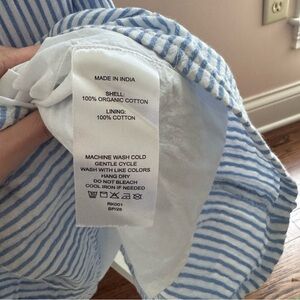 MADE IN INDIA
SHELL:
100% ORGANIC COTTON
LINING:
100% COTTON
MACHINE WASH COLD
GENTLE CYCLE
WASH WITH LIKE COLORS
HANG DRY
DO NOT BLEACH
COOL IRON IF NEEDED
RK001